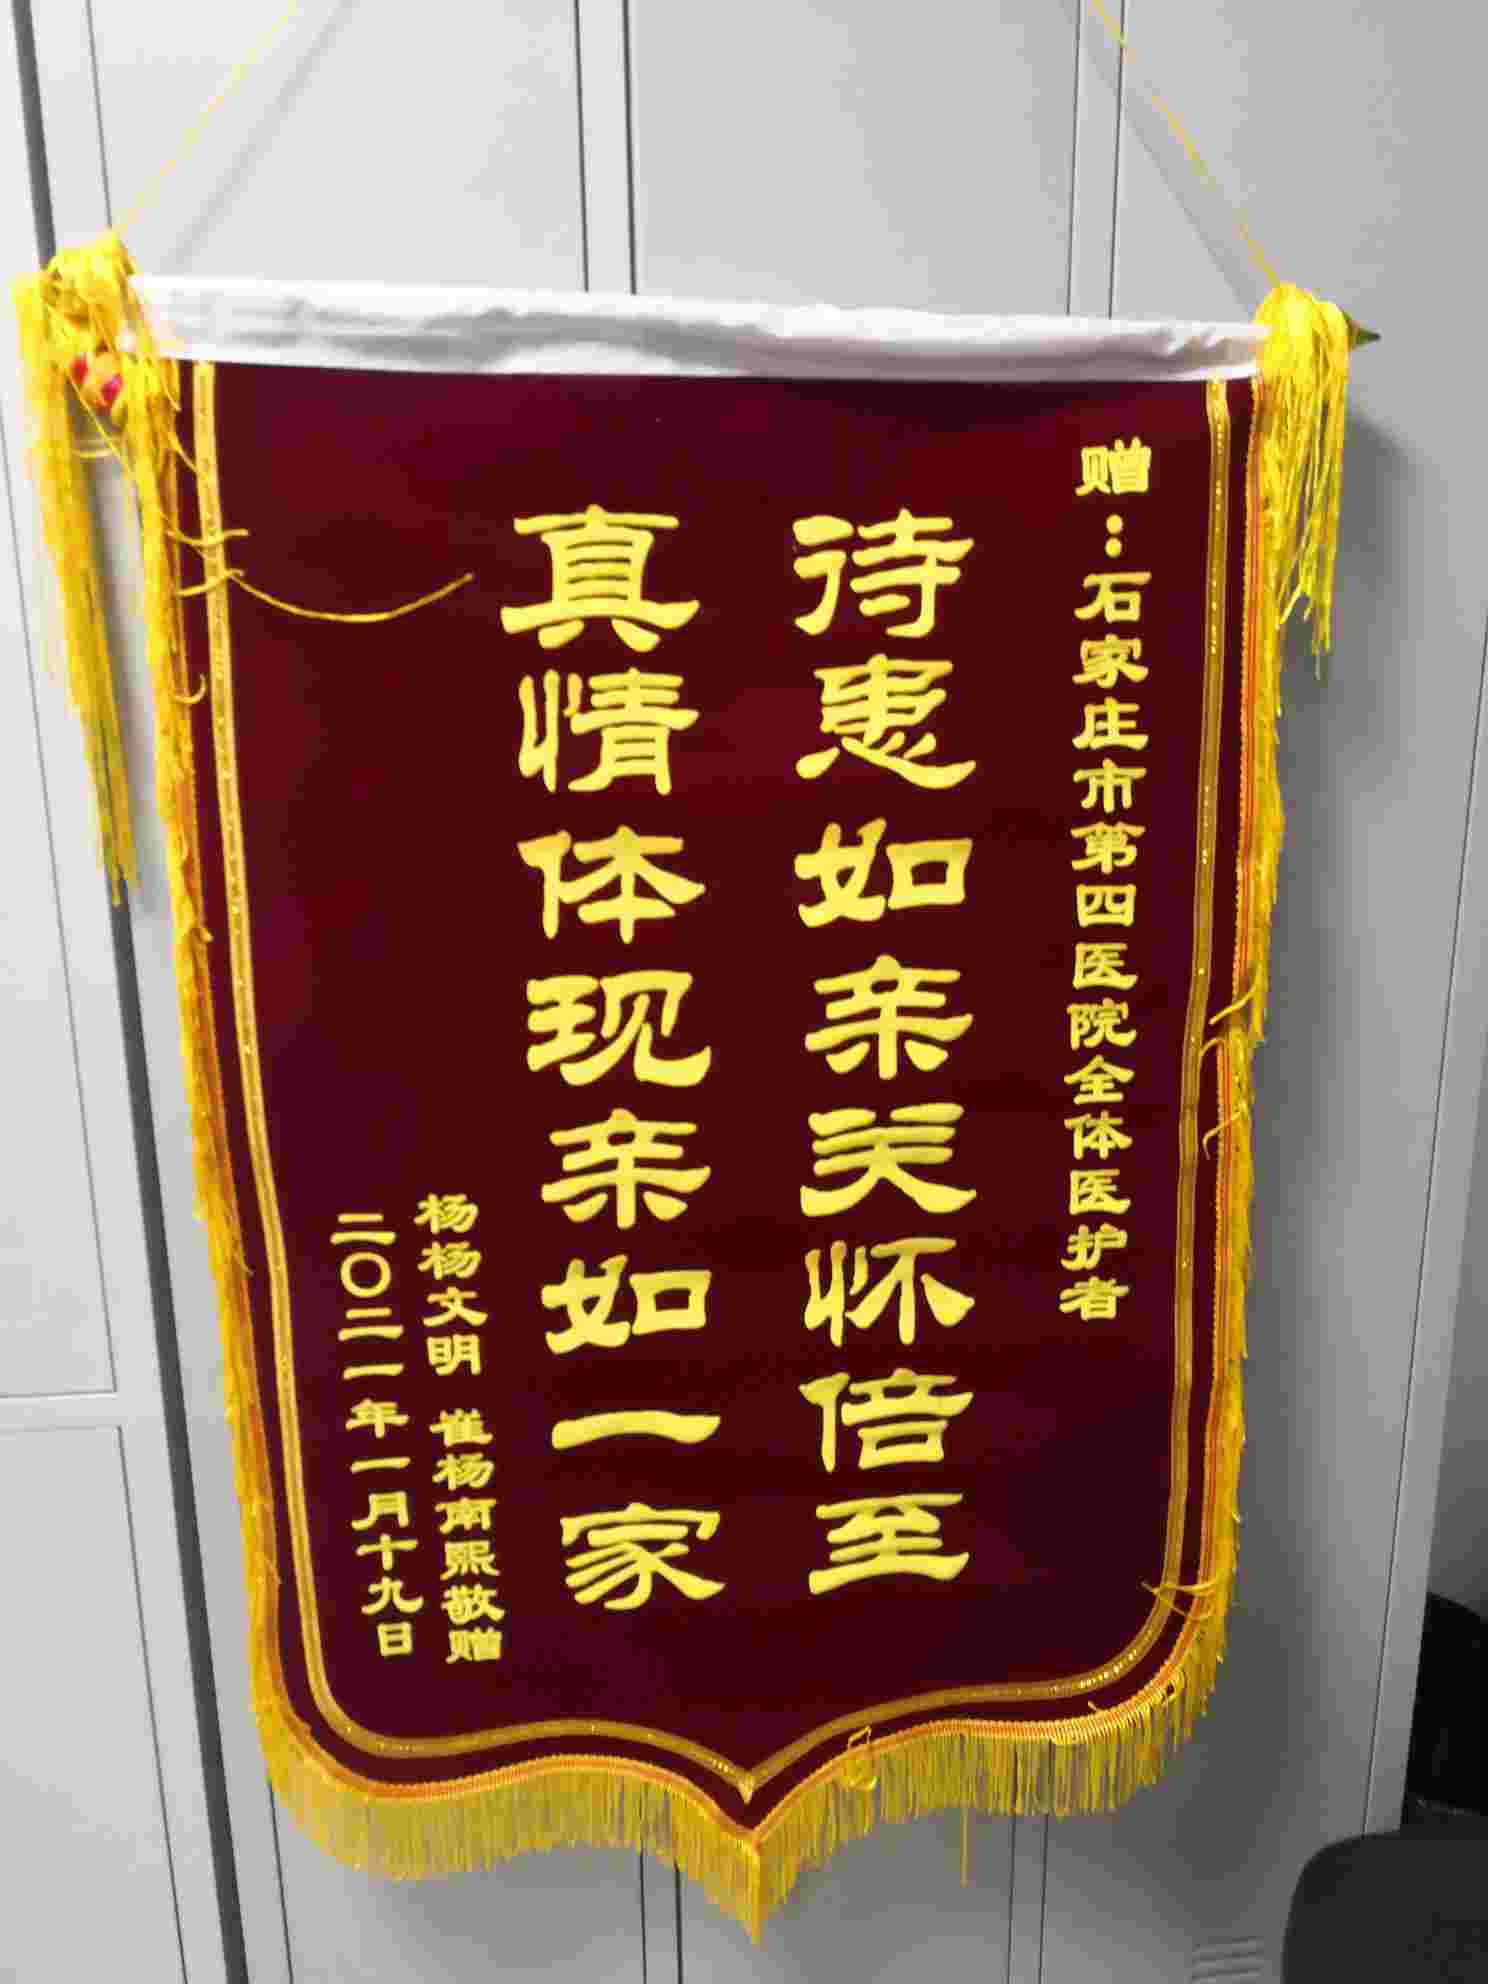 赠：石家庄市第四医院全体医护者
待患如亲关怀倍至
真情体现亲如一家
杨杨文明 崔杨南熙敬赠
二〇二一年一月十九日